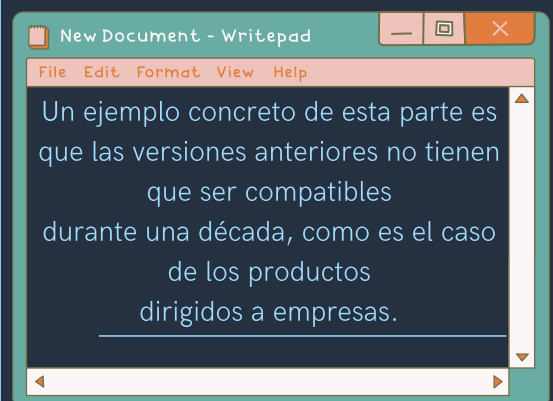 New Document - Writepad
File Edit Format View Help
Un ejemplo concreto de esta parte es
que las versiones anteriores no tienen
que ser compatibles
durante una década, como es el caso
de los productos
dirigidos a empresas.